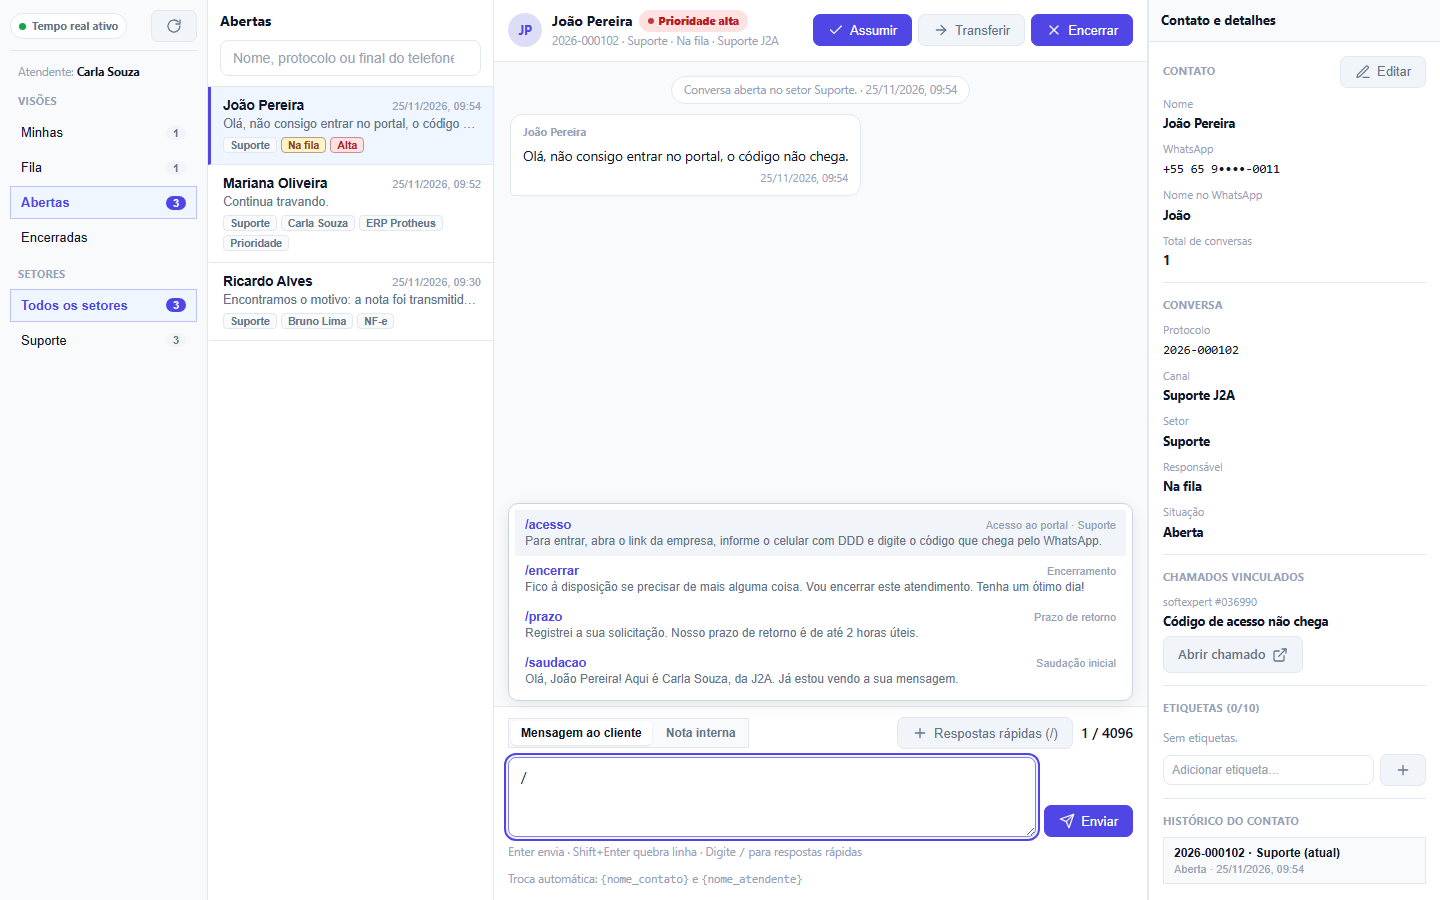 Tempo real ativo
Atendente: Carla Souza
VISÕES
Minhas 1
Fila 1
Abertas 3
Encerradas
SETORES
Todos os setores 3
Suporte 3
Abertas
Nome, protocolo ou final do telefone
João Pereira 25/11/2026, 09:54
Olá, não consigo entrar no portal, o código ...
Suporte Na fila Alta
Mariana Oliveira 25/11/2026, 09:52
Continua travando.
Suporte Carla Souza ERP Protheus
Prioridade
Ricardo Alves 25/11/2026, 09:30
Encontramos o motivo: a nota foi transmitid...
Suporte Bruno Lima NF-e
JP
João Pereira Prioridade alta
2026-000102 · Suporte · Na fila · Suporte J2A
Assumir Transferir Encerrar
Conversa aberta no setor Suporte. · 25/11/2026, 09:54
João Pereira
Olá, não consigo entrar no portal, o código não chega.
25/11/2026, 09:54
/acesso Acesso ao portal · Suporte
Para entrar, abra o link da empresa, informe o celular com DDD e digite o código que chega pelo WhatsApp.
/encerrar Encerramento
Fico à disposição se precisar de mais alguma coisa. Vou encerrar este atendimento. Tenha um ótimo dia!
/prazo Prazo de retorno
Registrei a sua solicitação. Nosso prazo de retorno é de até 2 horas úteis.
/saudacao Saudação inicial
Olá, João Pereira! Aqui é Carla Souza, da J2A. Já estou vendo a sua mensagem.
Mensagem ao cliente Nota interna Respostas rápidas (/) 1 / 4096
/
Enviar
Enter envia · Shift+Enter quebra linha · Digite / para respostas rápidas
Troca automática: {nome_contato} e {nome_atendente}
Contato e detalhes
CONTATO Editar
Nome
João Pereira
WhatsApp
+55 65 9••••-0011
Nome no WhatsApp
João
Total de conversas
1
CONVERSA
Protocolo
2026-000102
Canal
Suporte J2A
Setor
Suporte
Responsável
Na fila
Situação
Aberta
CHAMADOS VINCULADOS
softexpert #036990
Código de acesso não chega
Abrir chamado
ETIQUETAS (0/10)
Sem etiquetas.
Adicionar etiqueta...
HISTÓRICO DO CONTATO
2026-000102 · Suporte (atual)
Aberta · 25/11/2026, 09:54